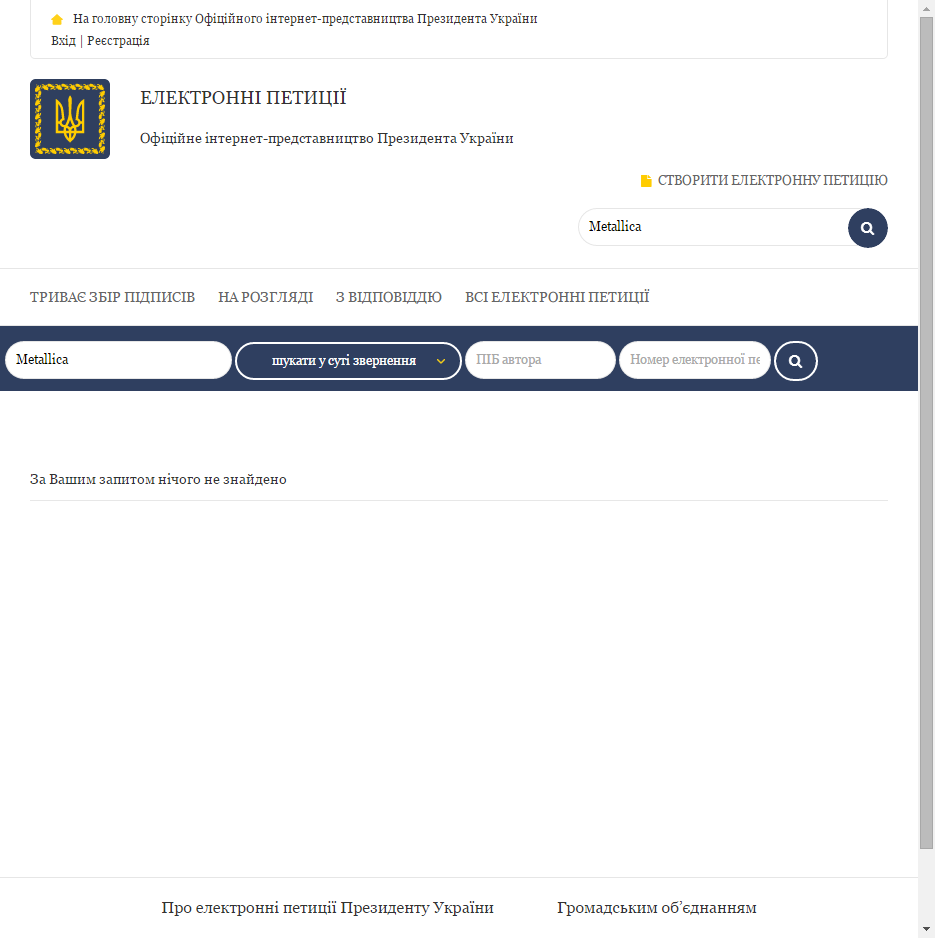 На головну сторінку Офіційного інтернет-представництва Президента України
Вхід | Реєстрація
ЕЛЕКТРОННІ ПЕТИЦІЇ
Офіційне інтернет-представництво Президента України
СТВОРИТИ ЕЛЕКТРОННУ ПЕТИЦІЮ
Metallica
ТРИВАЄ ЗБІР ПІДПИСІВ НА РОЗГЛЯДІ З ВІДПОВІДДЮ ВСІ ЕЛЕКТРОННІ ПЕТИЦІЇ
Metallica шукати у суті звернення ПІБ автора Номер електронної пе
За Вашим запитом нічого не знайдено
Про електронні петиції Президенту України Громадським об’єднанням